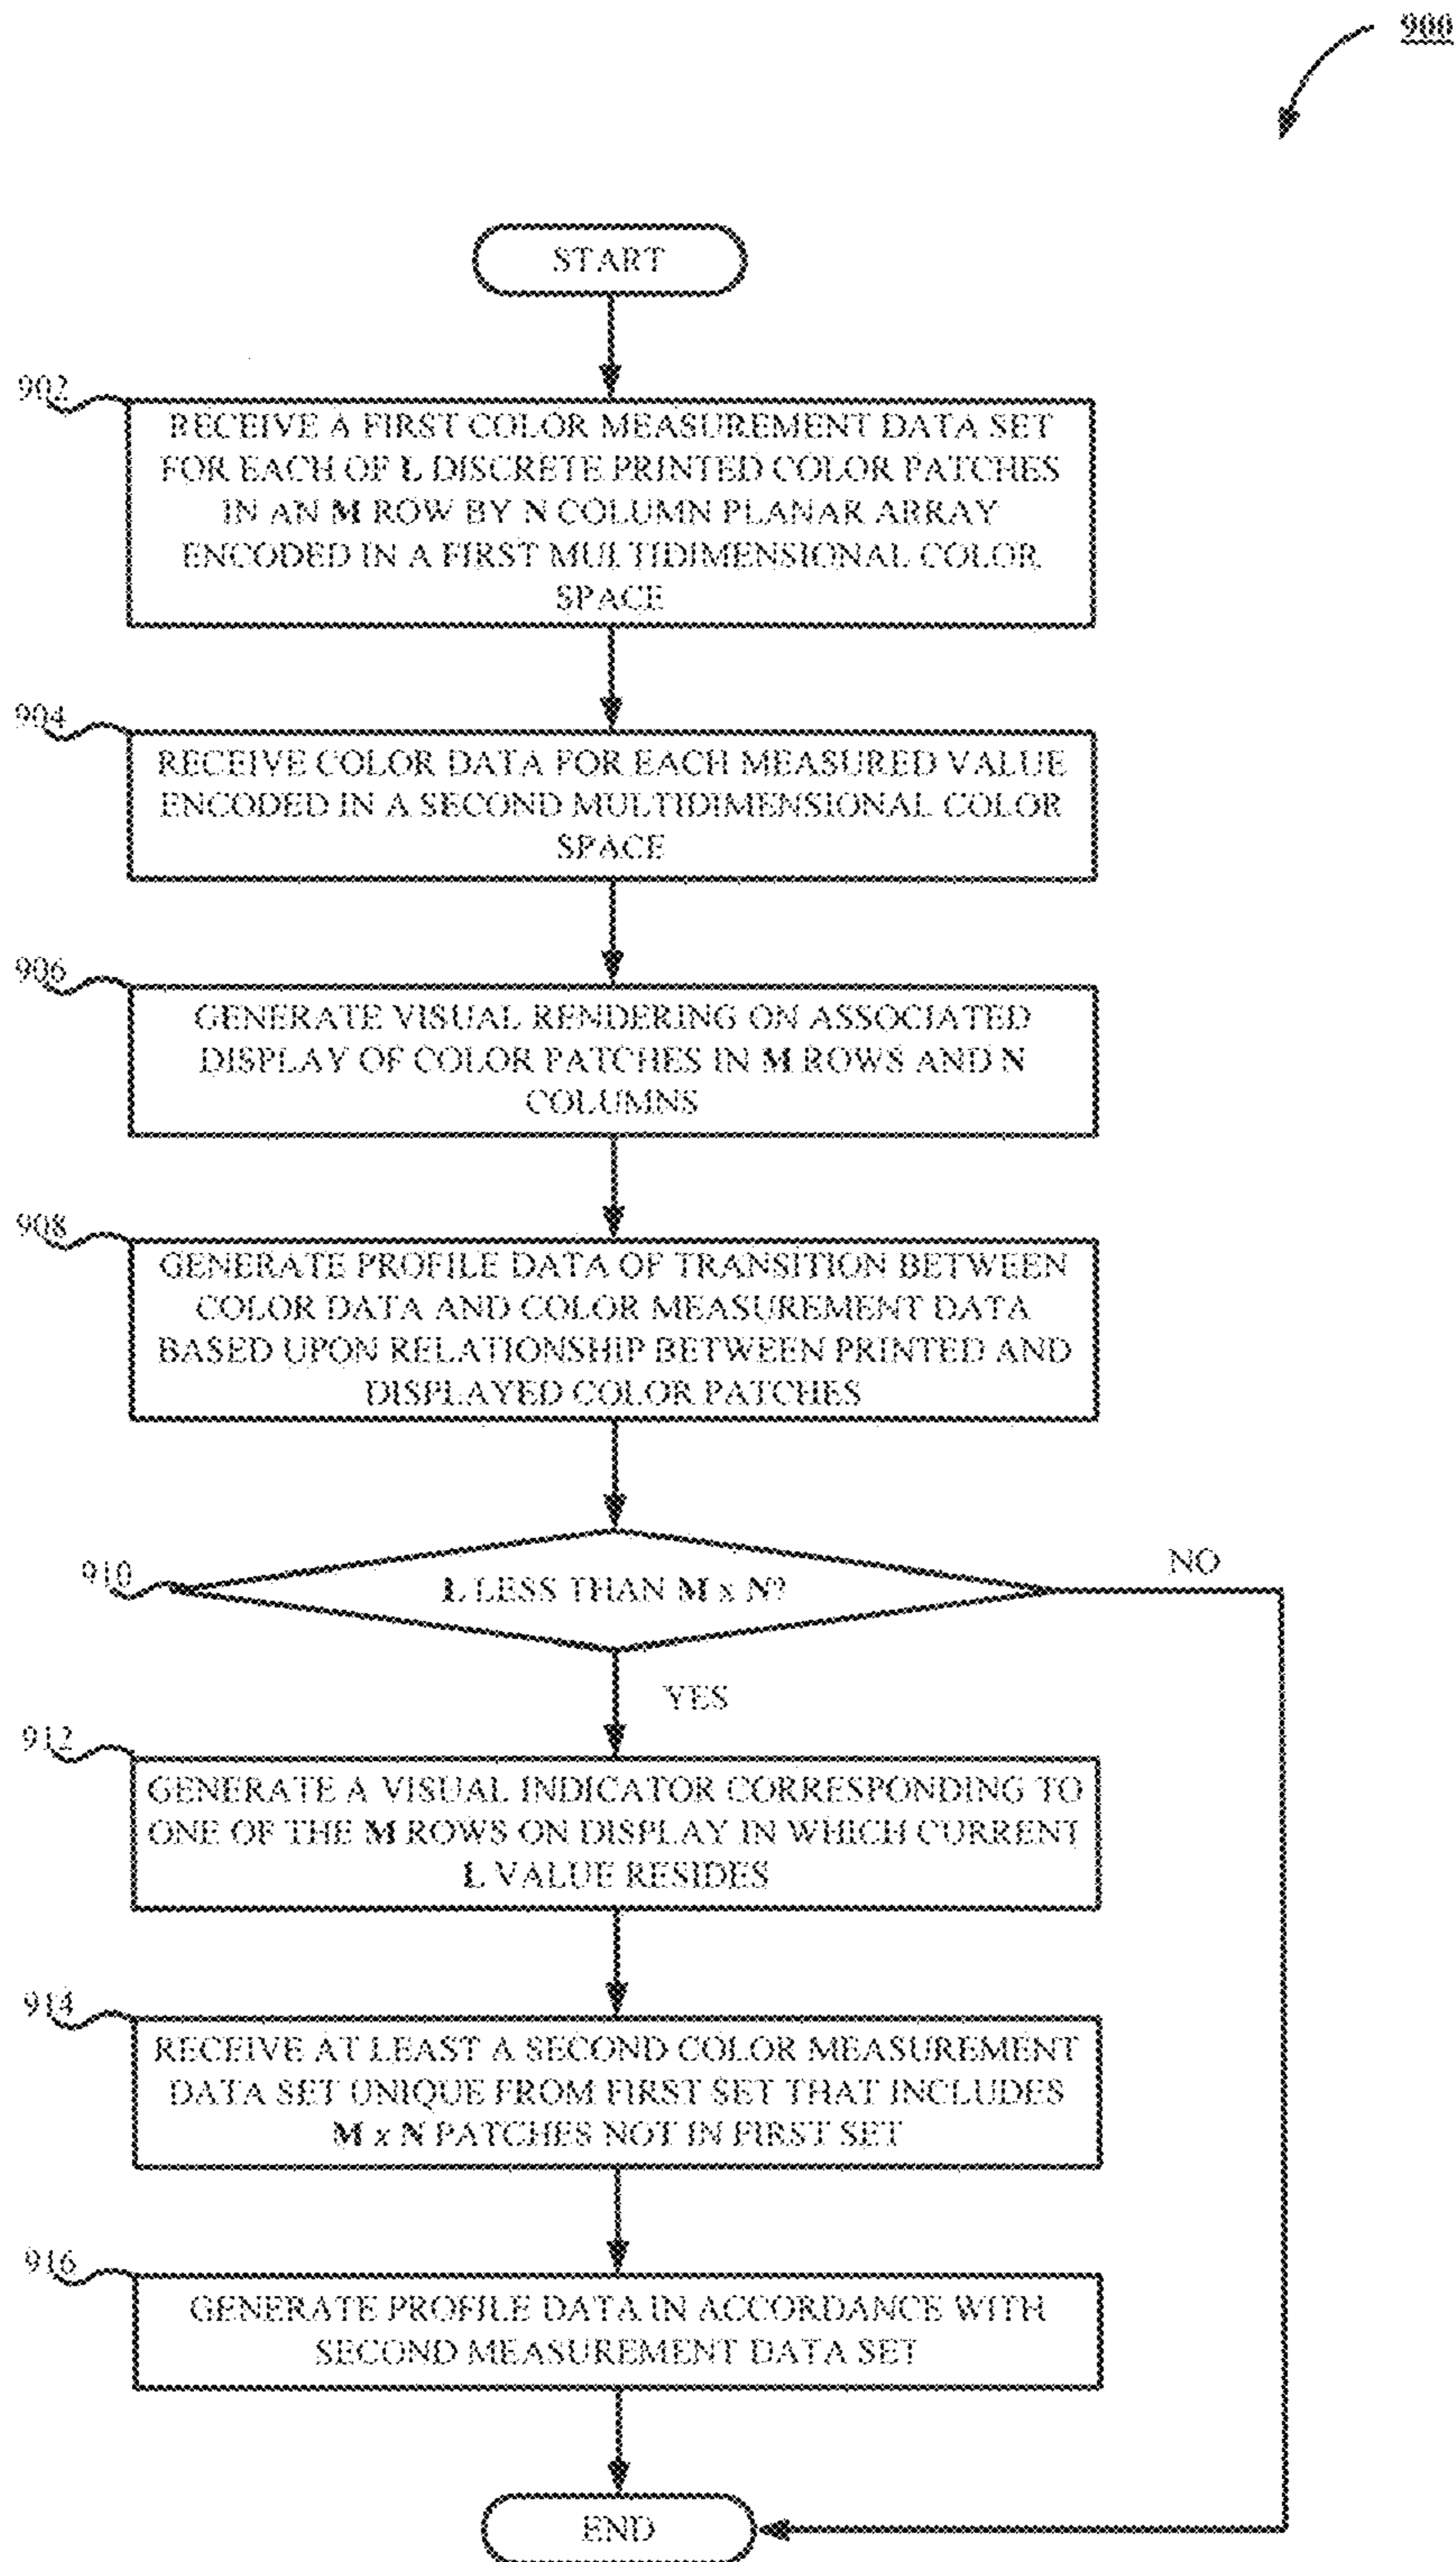 900
START
902
RECEIVE A FIRST COLOR MEASUREMENT DATA SET
FOR EACH OF L DISCRETE PRINTED COLOR PATCHES
IN AN M ROW BY N COLUMN PLANAR ARRAY
ENCODED IN A FIRST MULTIDIMENSIONAL COLOR
SPACE
904
RECEIVE COLOR DATA FOR EACH MEASURED VALUE
ENCODED IN A SECOND MULTIDIMENSIONAL COLOR
SPACE
906
GENERATE VISUAL RENDERING ON ASSOCIATED
DISPLAY OF COLOR PATCHES IN M ROWS AND N
COLUMNS
908
GENERATE PROFILE DATA OF TRANSITION BETWEEN
COLOR DATA AND COLOR MEASUREMENT DATA
BASED UPON RELATIONSHIP BETWEEN PRINTED AND
DISPLAYED COLOR PATCHES
910
L LESS THAN M x N?
NO
YES
912
GENERATE A VISUAL INDICATOR CORRESPONDING TO
ONE OF THE M ROWS ON DISPLAY IN WHICH CURRENT
L VALUE RESIDES
914
RECEIVE AT LEAST A SECOND COLOR MEASUREMENT
DATA SET UNIQUE FROM FIRST SET THAT INCLUDES
M x N PATCHES NOT IN FIRST SET
916
GENERATE PROFILE DATA IN ACCORDANCE WITH
SECOND MEASUREMENT DATA SET
END